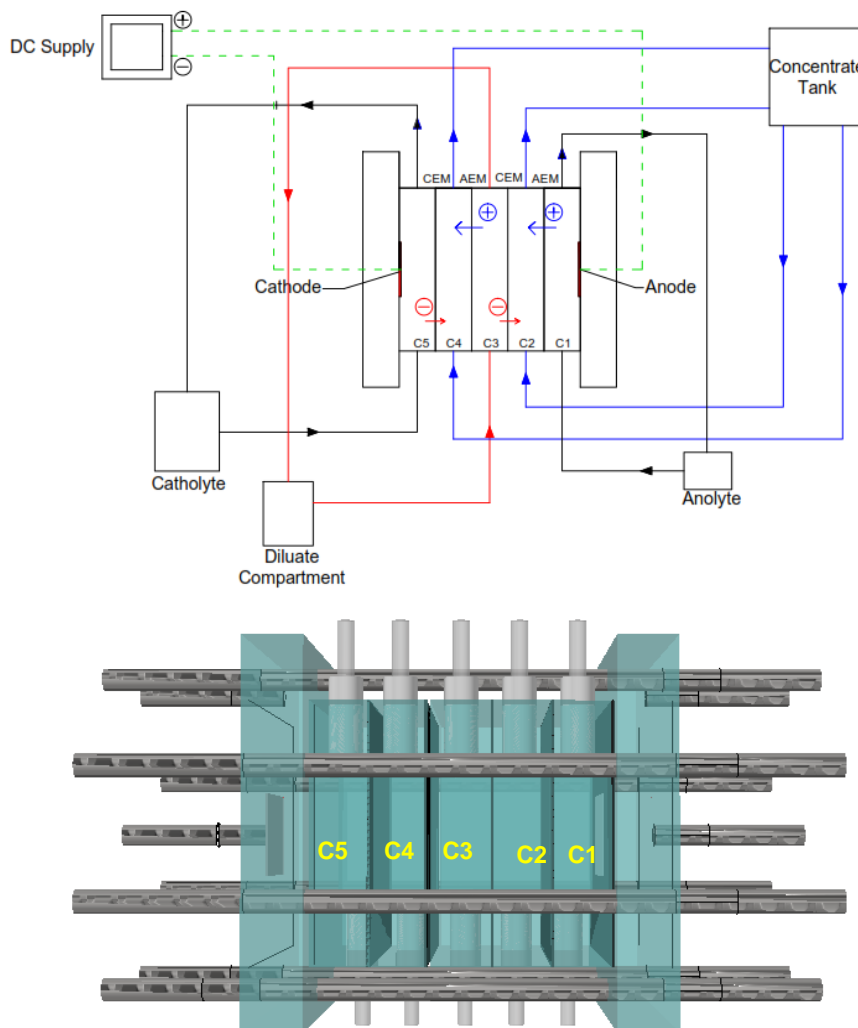 ⊕
DC Supply
⊖
Concentrate
Tank
CEM AEM CEM AEM
⊕ ⊕
Cathode
Anode
⊖ ⊖
C5 C4 C3 C2 C1
Catholyte
Anolyte
Diluate
Compartment
C5 C4 C3 C2 C1